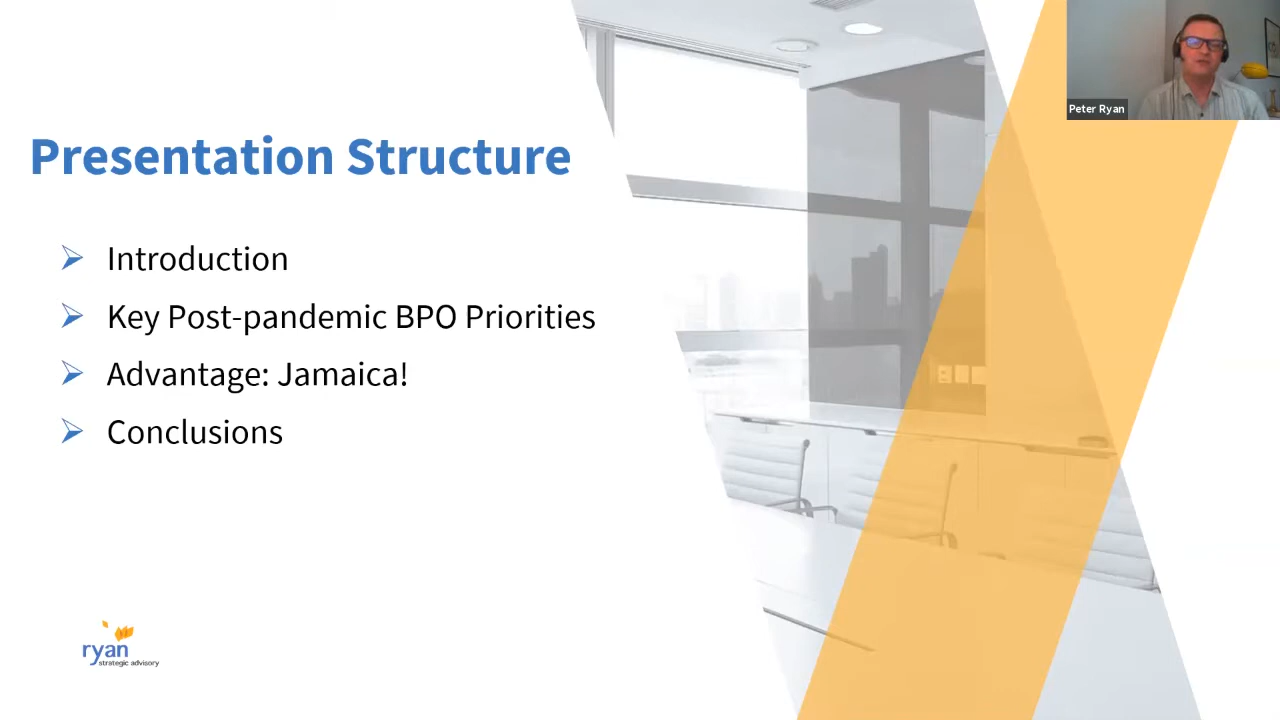 Peter Ryan
Presentation Structure
Introduction
Key Post-pandemic BPO Priorities
Advantage: Jamaica!
Conclusions
ryan
strategic advisory